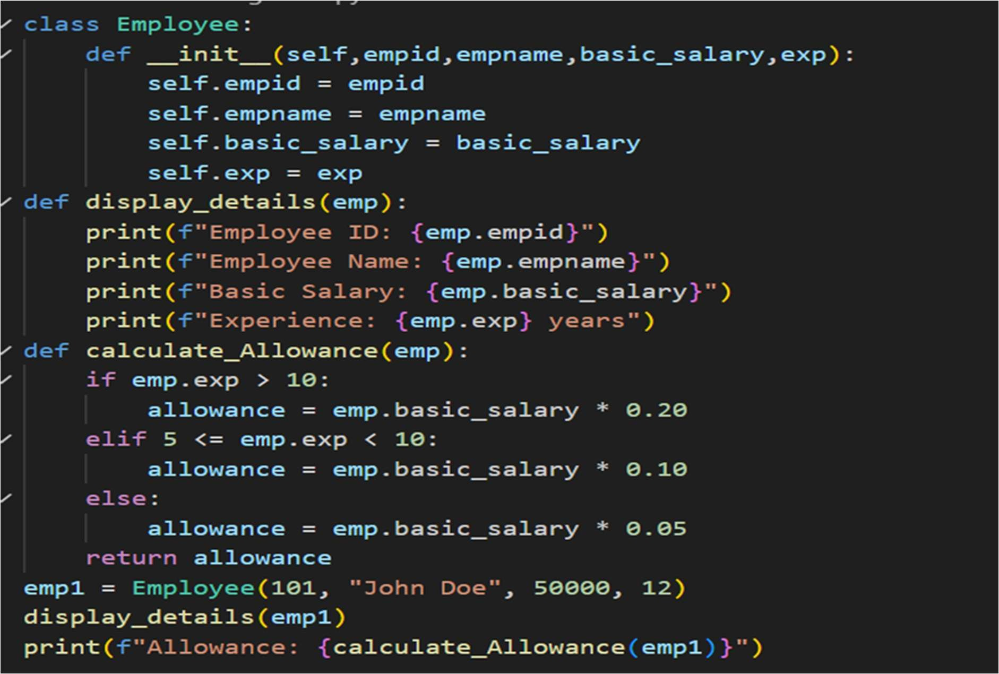 class Employee:
    def __init__(self,empid,empname,basic_salary,exp):
        self.empid = empid
        self.empname = empname
        self.basic_salary = basic_salary
        self.exp = exp
def display_details(emp):
    print(f"Employee ID: {emp.empid}")
    print(f"Employee Name: {emp.empname}")
    print(f"Basic Salary: {emp.basic_salary}")
    print(f"Experience: {emp.exp} years")
def calculate_Allowance(emp):
    if emp.exp > 10:
        allowance = emp.basic_salary * 0.20
    elif 5 <= emp.exp < 10:
        allowance = emp.basic_salary * 0.10
    else:
        allowance = emp.basic_salary * 0.05
    return allowance
emp1 = Employee(101, "John Doe", 50000, 12)
display_details(emp1)
print(f"Allowance: {calculate_Allowance(emp1)}")